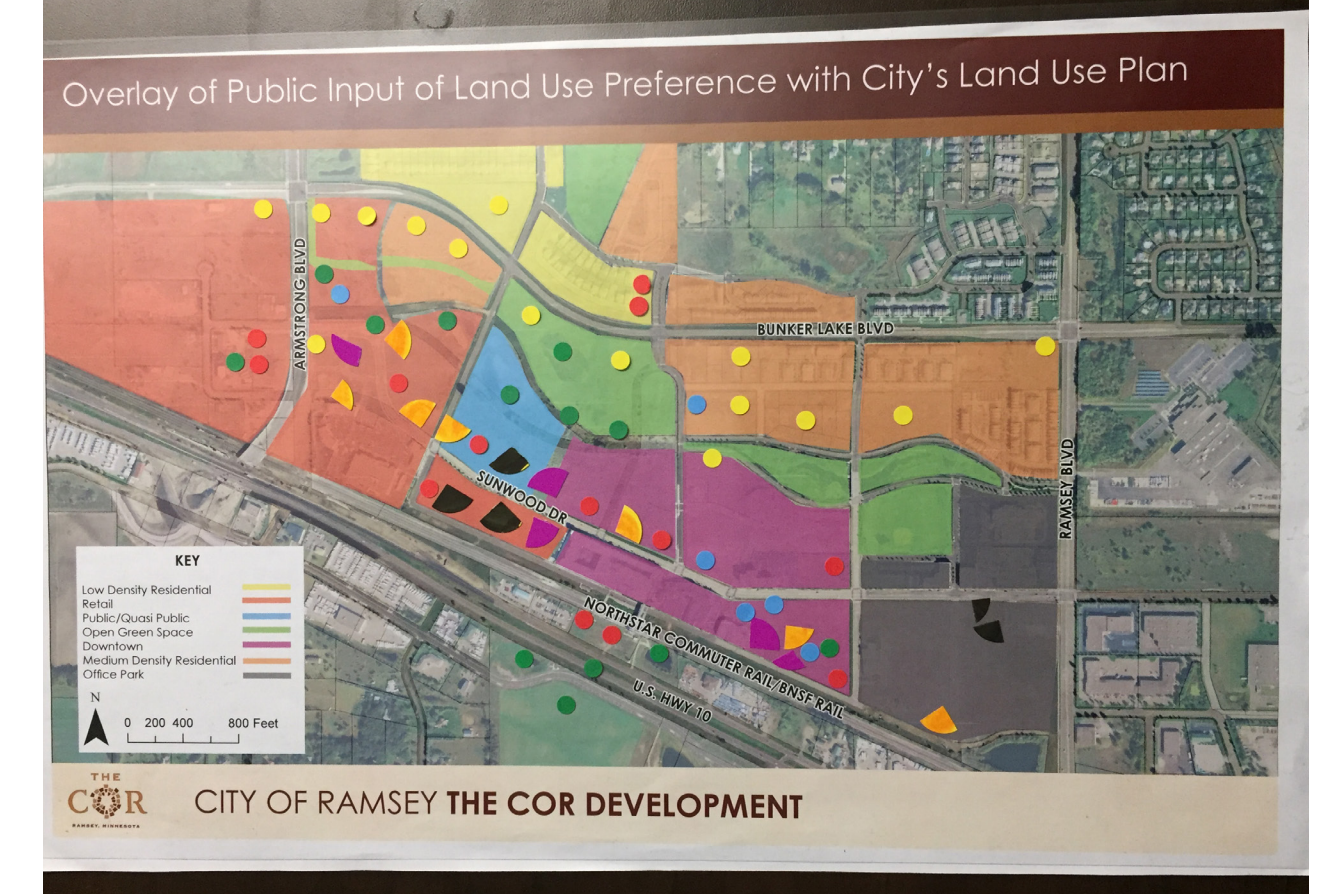 Overlay of Public Input of Land Use Preference with City's Land Use Plan
ARMSTRONG BLVD
BUNKER LAKE BLVD
RAMSEY BLVD
SUNWOOD DR
NORTHSTAR COMMUTER RAIL/BNSF RAIL
U.S. HWY 10
KEY
Low Density Residential
Retail
Public/Quasi Public
Open Green Space
Downtown
Medium Density Residential
Office Park
N
0 200 400 800 Feet
THE
COR
RAMSEY, MINNESOTA
CITY OF RAMSEY THE COR DEVELOPMENT